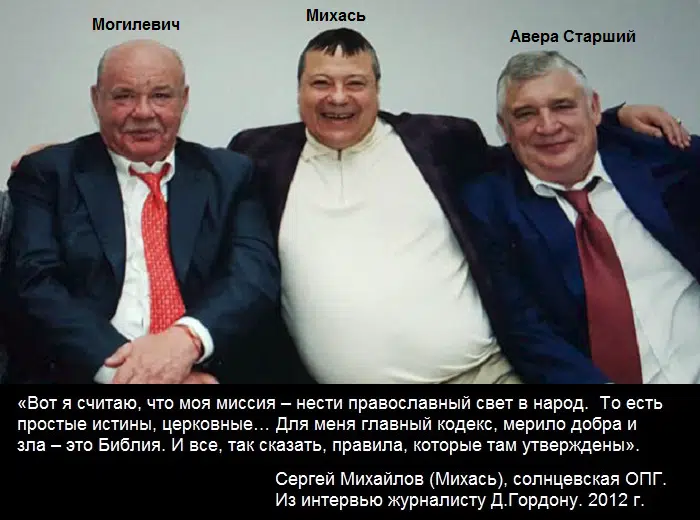 Могилевич
Михась
Авера Старший
«Вот я считаю, что моя миссия – нести православный свет в народ.  То есть
простые истины, церковные… Для меня главный кодекс, мерило добра и
зла – это Библия. И все, так сказать, правила, которые там утверждены».
Сергей Михайлов (Михась), солнцевская ОПГ.
Из интервью журналисту Д.Гордону. 2012 г.